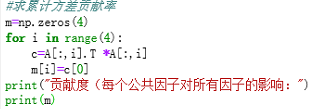 #求累计方差贡献率
m=np.zeros(4)
for i in range(4):
    c=A[:,i].T *A[:,i]
    m[i]=c[0]
print("贡献度（每个公共因子对所有因子的影响：")
print(m)